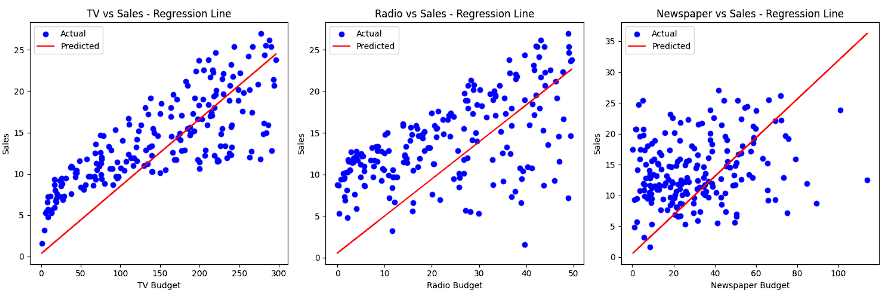 TV vs Sales - Regression Line
Actual
Predicted
Sales
25
20
15
10
5
0
0 50 100 150 200 250 300
TV Budget
Radio vs Sales - Regression Line
Actual
Predicted
Sales
25
20
15
10
5
0
0 10 20 30 40 50
Radio Budget
Newspaper vs Sales - Regression Line
Actual
Predicted
Sales
35
30
25
20
15
10
5
0
0 20 40 60 80 100
Newspaper Budget